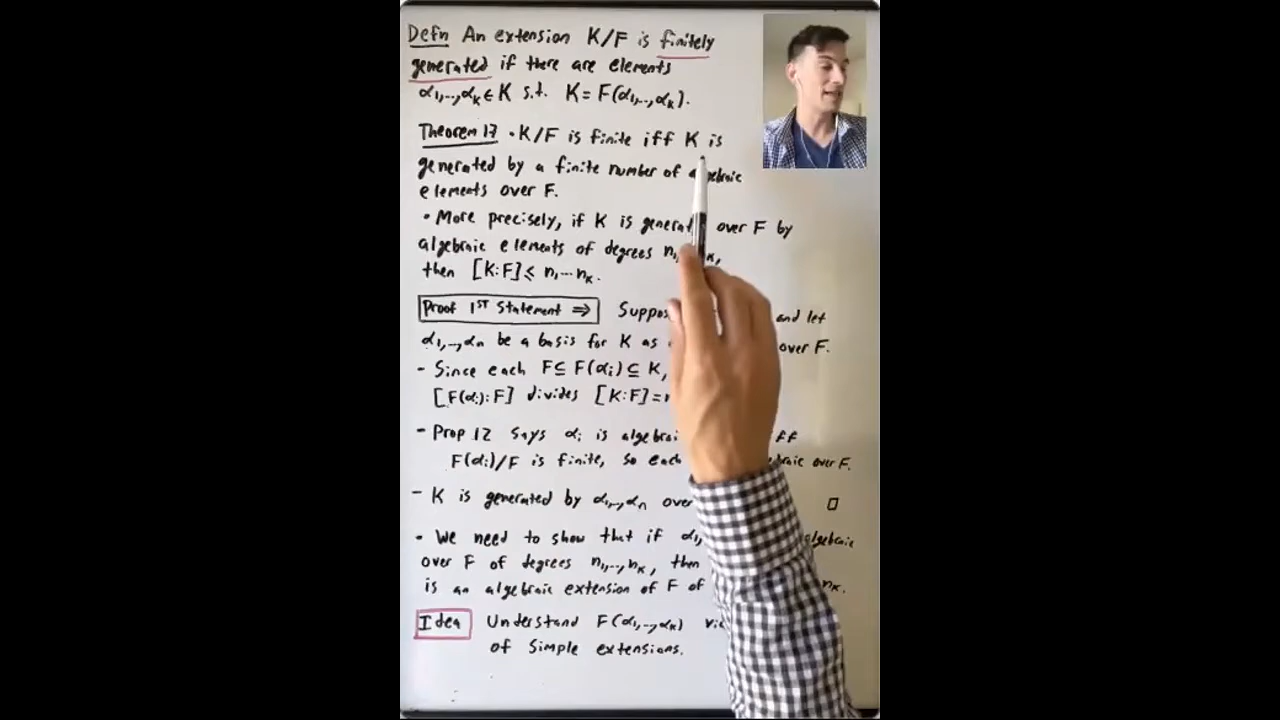 Defn An extension K/F is finitely
generated if there are elements
α₁,..,αₖ ∈ K s.t. K = F(α₁,..,αₖ).
Theorem 17 • K/F is finite iff K is
generated by a finite number of
elements over F.
• More precisely, if K is over F by
algebraic elements of degrees
then [K:F] ≤ n₁⋯nₖ.
Proof 1ST Statement ⇒ and let
α₁,..,αₙ be a basis for K as over F.
- Since each F ⊆ F(αᵢ) ⊆ K,
[F(αᵢ):F] divides [K:F] =
- Prop 12 says αᵢ is
F(αᵢ)/F is finite, so each over F.
- K is generated by α₁,..,αₙ over □
• We need to show that if algebraic
over F of degrees n₁,..,nₖ, then
is an algebraic extension of F of nₖ.
Idea Understand F(α₁,..,αₖ)
of simple extensions.